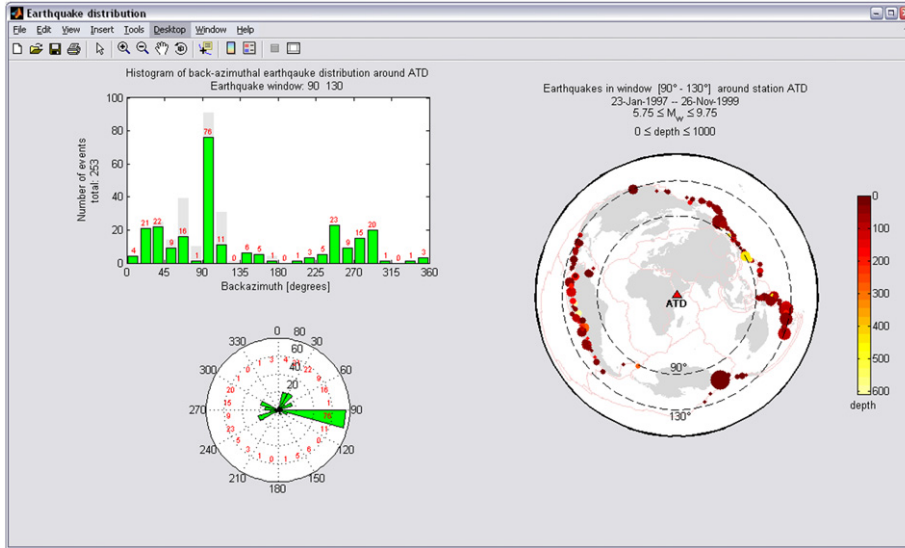 Earthquake distribution
File Edit View Insert Tools Desktop Window Help
Histogram of back-azimuthal earthqauke distribution around ATD
Earthquake window: 90 130
Number of events
total: 253
100
80
60
40
20
0
4 21 22 9 16 1 76 11 0 6 5 1 0 1 3 5 23 9 15 20 1 0 1 3
0 45 90 135 180 225 270 315 360
Backazimuth [degrees]
Earthquakes in window [90° - 130°] around station ATD
23-Jan-1997 -- 26-Nov-1999
5.75 ≤ Mw ≤ 9.75
0 ≤ depth ≤ 1000
ATD
90°
130°
0
100
200
300
400
500
600
depth
0
30
60
90
120
150
180
210
240
270
300
330
20
60
80
76